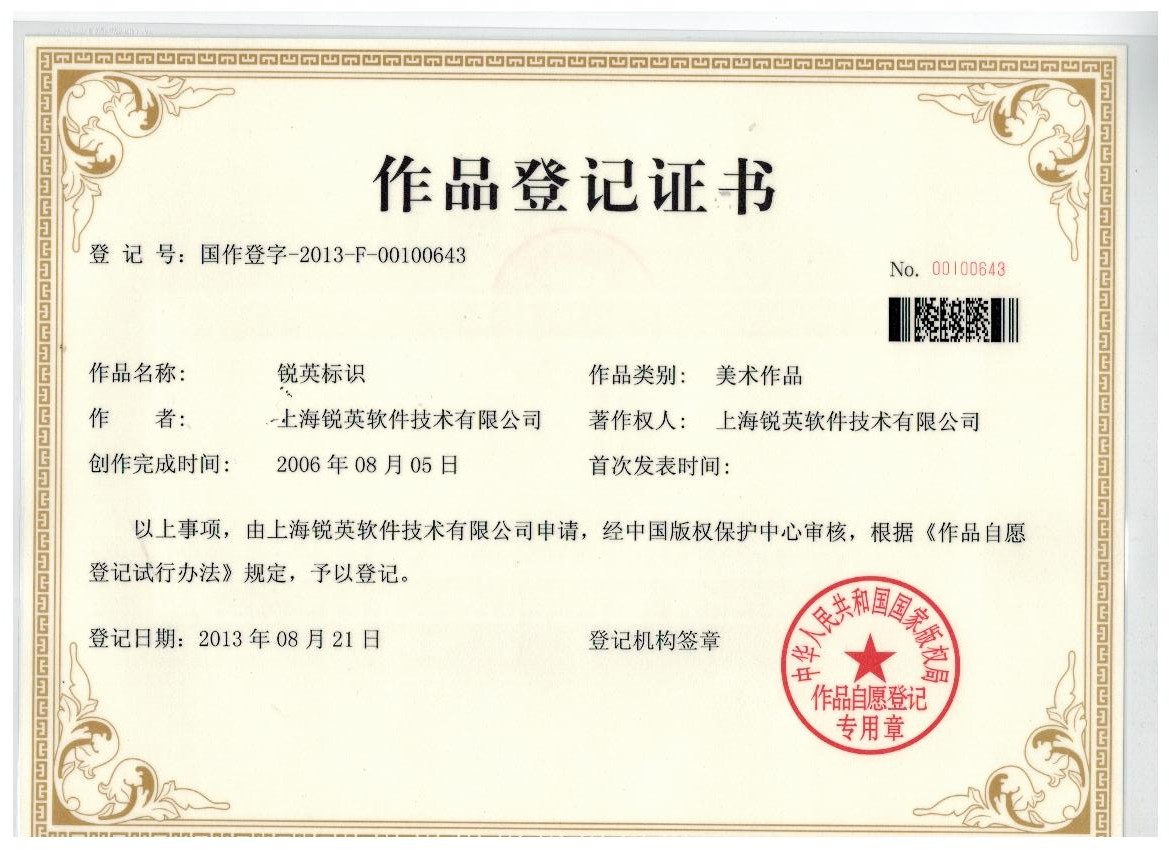 作品登记证书
登 记 号：国作登字-2013-F-00100643
No. 00100643
作品名称： 锐英标识 作品类别： 美术作品
作 者： 上海锐英软件技术有限公司 著作权人： 上海锐英软件技术有限公司
创作完成时间： 2006 年 08 月 05 日 首次发表时间：
以上事项，由上海锐英软件技术有限公司申请，经中国版权保护中心审核，根据《作品自愿
登记试行办法》规定，予以登记。
登记日期：2013 年 08 月 21 日 登记机构签章
中华人民共和国国家版权局
作品自愿登记
专用章